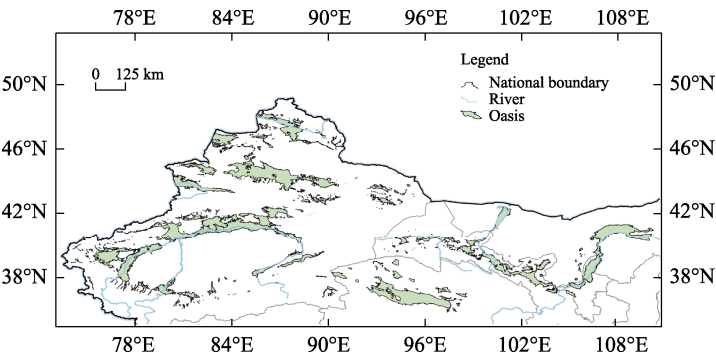 78°E 84°E 90°E 96°E 102°E 108°E
Legend
0 125 km
50°N 50°N
National boundary
River
Oasis
46°N 46°N
42°N 42°N
38°N 38°N
78°E 84°E 90°E 96°E 102°E 108°E